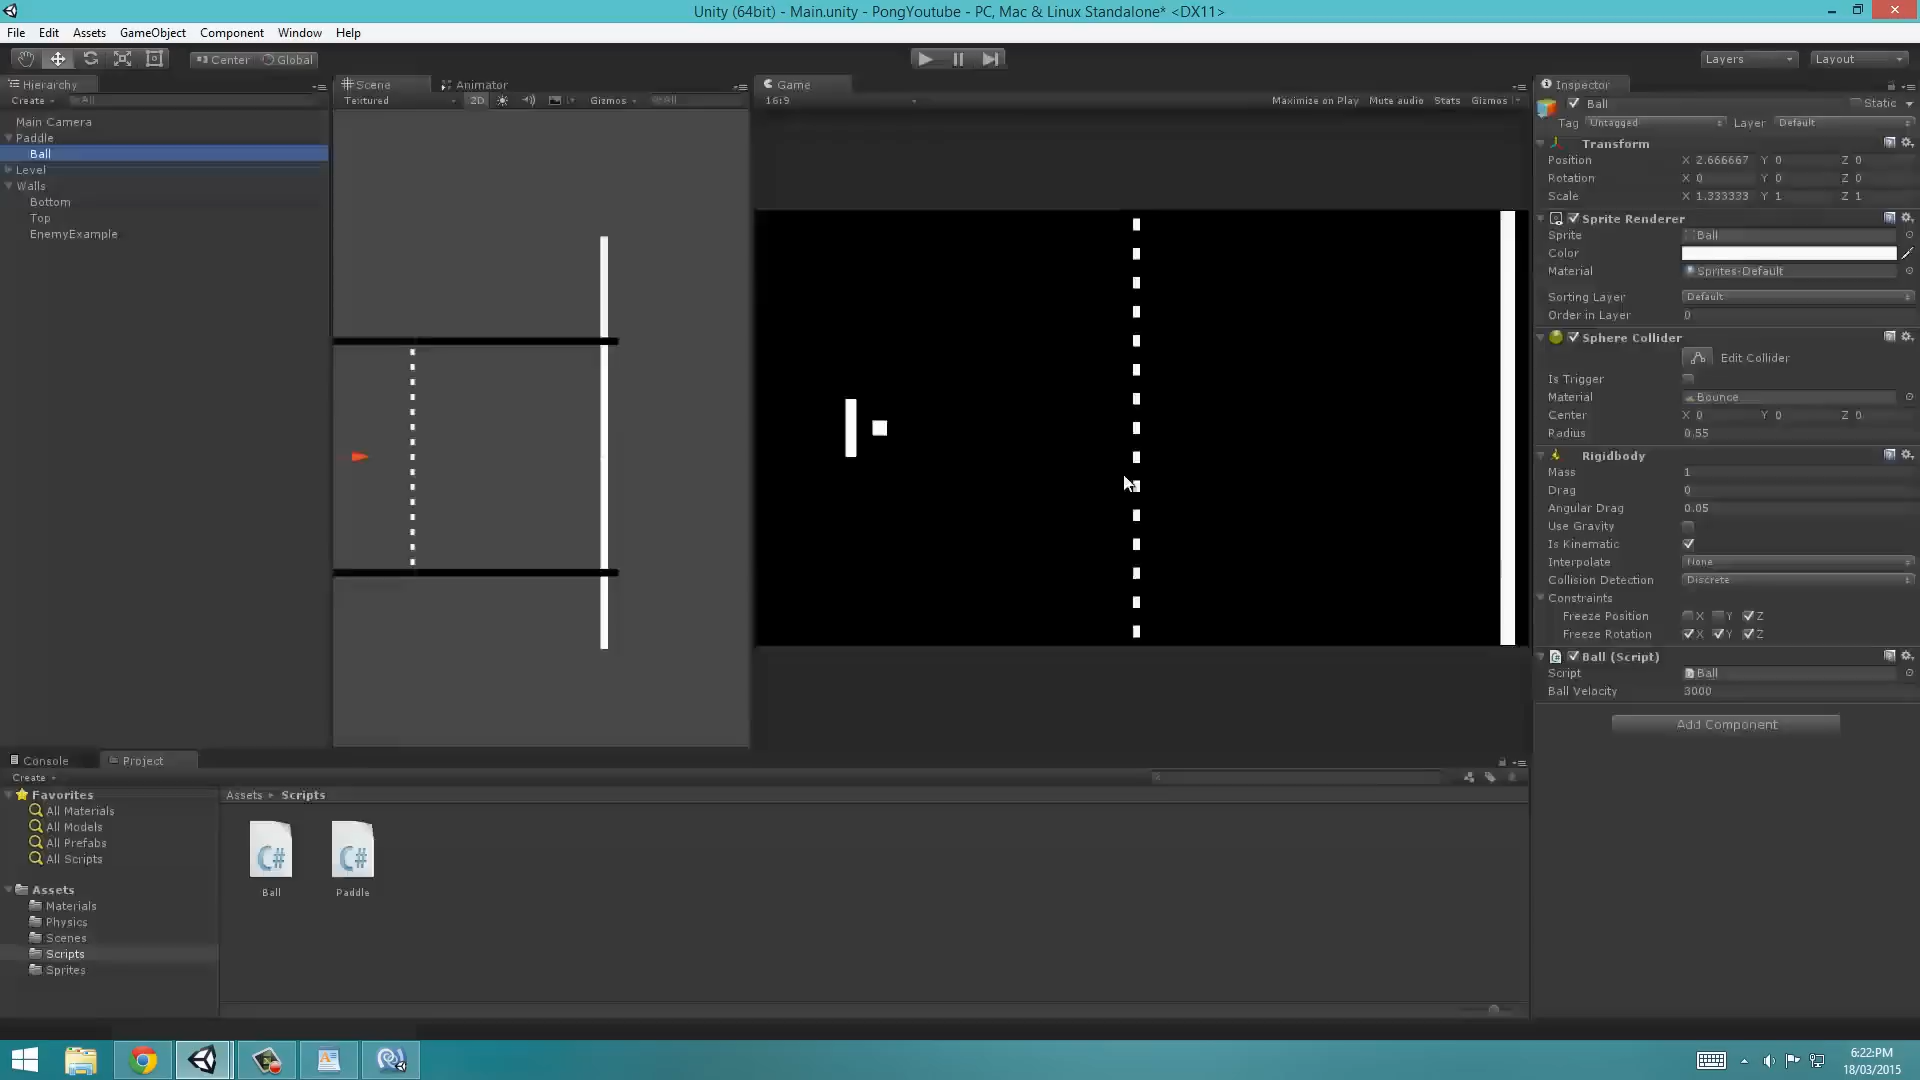 Unity (64bit) - Main.unity - PongYoutube - PC, Mac & Linux Standalone* <DX11>
File Edit Assets GameObject Component Window Help
Center Global Layers Layout
Hierarchy
Create All
Main Camera
Paddle
Ball
Level
Walls
Bottom
Top
EnemyExample
Scene Animator
Textured 2D Gizmos All
Game
16:9 Maximize on Play Mute audio Stats Gizmos
Inspector
Ball Static
Tag Untagged Layer Default
Transform
Position X 2.666667 Y 0 Z 0
Rotation X 0 Y 0 Z 0
Scale X 1.333333 Y 1 Z 1
Sprite Renderer
Sprite Ball
Color
Material Sprites-Default
Sorting Layer Default
Order in Layer 0
Sphere Collider
Edit Collider
Is Trigger
Material Bounce
Center X 0 Y 0 Z 0
Radius 0.55
Rigidbody
Mass 1
Drag 0
Angular Drag 0.05
Use Gravity
Is Kinematic
Interpolate None
Collision Detection Discrete
Constraints
Freeze Position X Y Z
Freeze Rotation X Y Z
Ball (Script)
Script Ball
Ball Velocity 3000
Add Component
Console Project
Create
Favorites
All Materials
All Models
All Prefabs
All Scripts
Assets
Materials
Physics
Scenes
Scripts
Sprites
Assets Scripts
C# C#
Ball Paddle
6:22 PM
18/03/2015